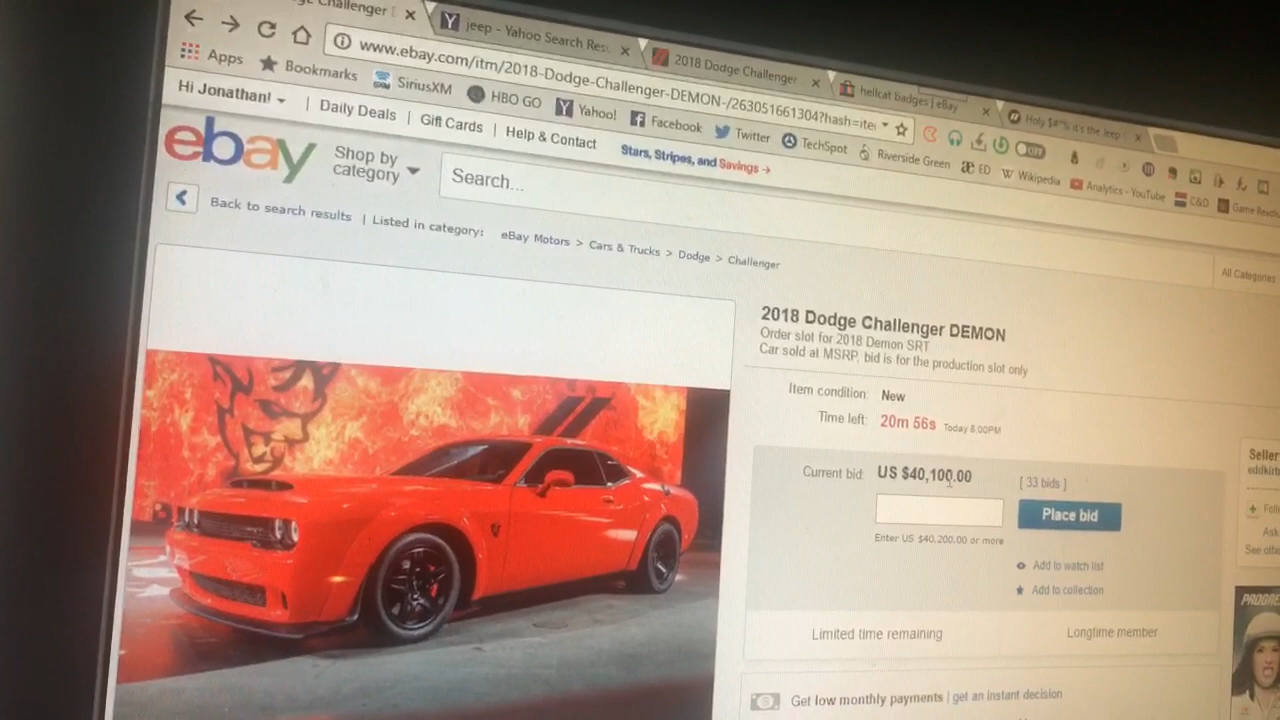 Challenger
jeep - Yahoo Search Resu
2018 Dodge Challenger
hellcat badges | eBay
Holy $#*% it's the Jeep
www.ebay.com/itm/2018-Dodge-Challenger-DEMON-/263051661304?hash=iter
Apps
Bookmarks
SiriusXM
HBO GO
Yahoo!
Facebook
Twitter
TechSpot
Riverside Green
ED
Wikipedia
Analytics - YouTube
C&D
Game Revol
OFF
Hi Jonathan!
Daily Deals | Gift Cards | Help & Contact
Stars, Stripes, and Savings →
ebay
Shop by
category
Search...
All Categories
Back to search results | Listed in category: eBay Motors > Cars & Trucks > Dodge > Challenger
2018 Dodge Challenger DEMON
Order slot for 2018 Demon SRT
Car sold at MSRP, bid is for the production slot only
Item condition: New
Time left: 20m 56s Today 8:00PM
Current bid: US $40,100.00 [ 33 bids ]
Place bid
Enter US $40,200.00 or more
Add to watch list
Add to collection
Limited time remaining Longtime member
Get low monthly payments | get an instant decision
Seller
Ask